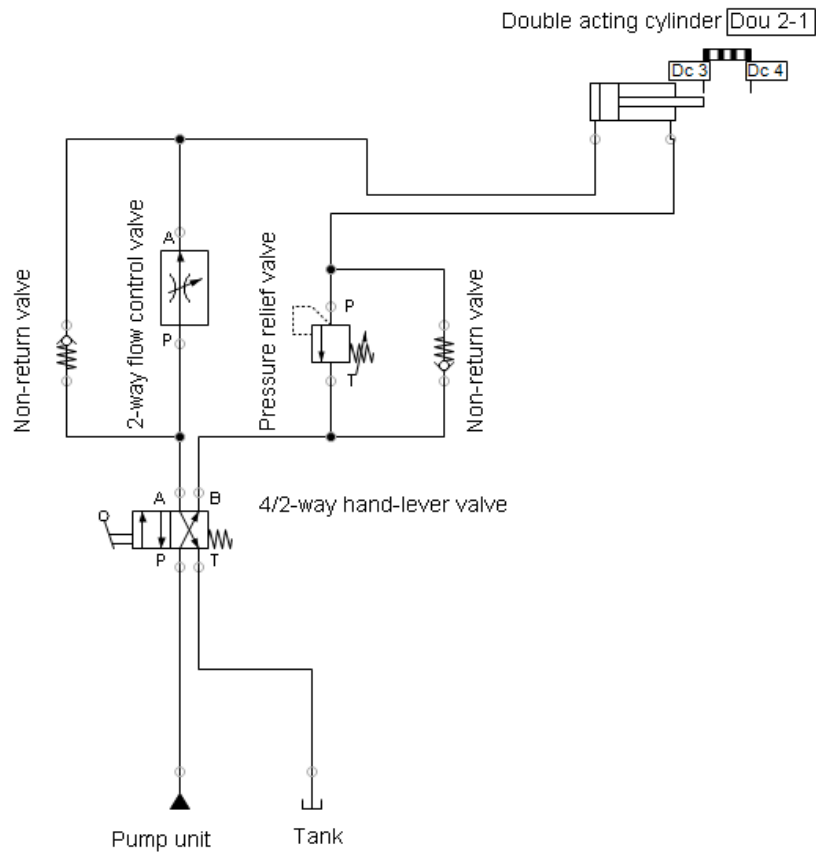 Double acting cylinder Dou 2-1
Dc 3 Dc 4
Non-return valve
2-way flow control valve
A
P
Pressure relief valve
P
T
Non-return valve
A B
4/2-way hand-lever valve
P T
Pump unit
Tank